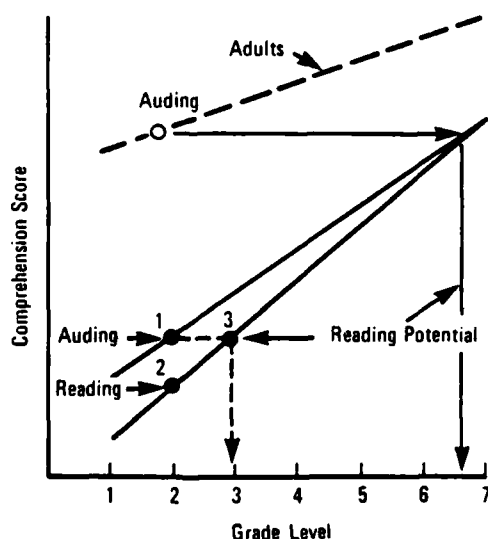 Adults
Auding
Comprehension Score
1
3
Auding
Reading Potential
2
Reading
1 2 3 4 5 6 7
Grade Level